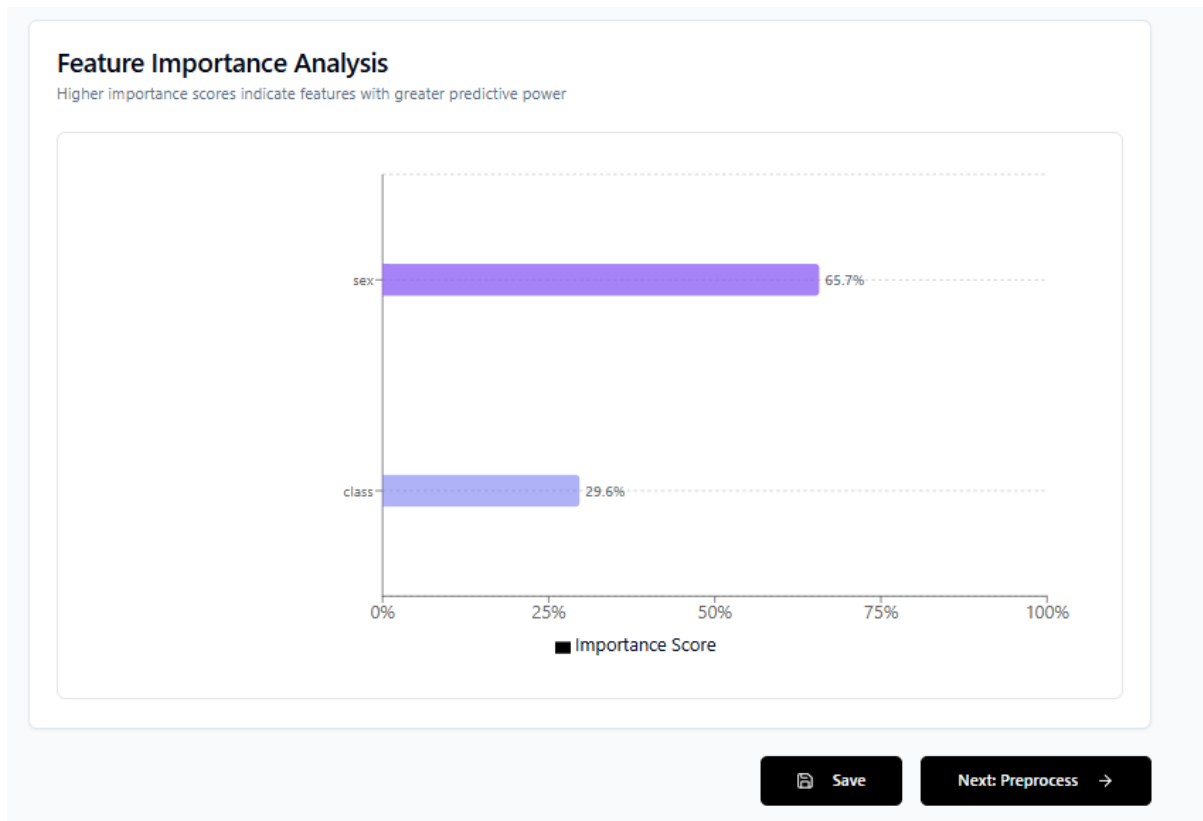 Feature Importance Analysis
Higher importance scores indicate features with greater predictive power
sex
65.7%
class
29.6%
0% 25% 50% 75% 100%
Importance Score
Save
Next: Preprocess →